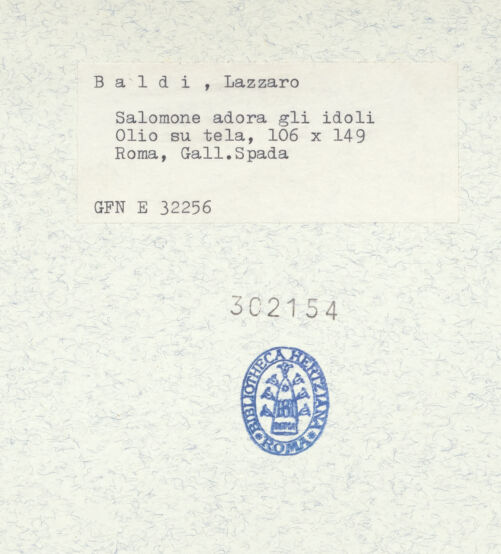 B a l d i , Lazzaro
Salomone adora gli idoli
Olio su tela, 106 x 149
Roma, Gall.Spada
GFN E 32256
302154
BIBLIOTHECA HERTZIANA
ROMA